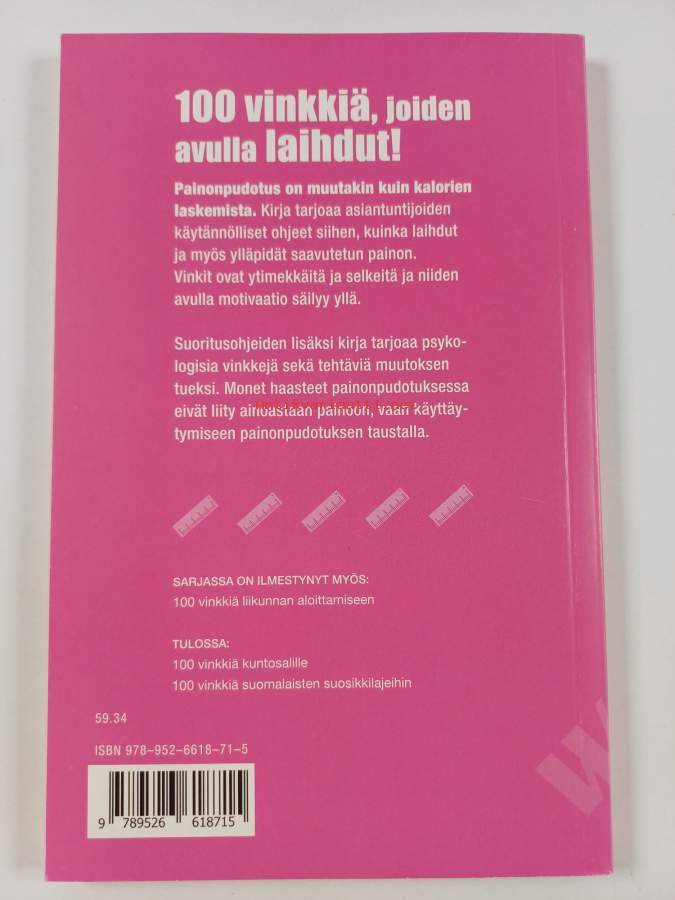 100 vinkkiä, joiden
avulla laihdut!
Painonpudotus on muutakin kuin kalorien
laskemista. Kirja tarjoaa asiantuntijoiden
käytännölliset ohjeet siihen, kuinka laihdut
ja myös ylläpidät saavutetun painon.
Vinkit ovat ytimekkäitä ja selkeitä ja niiden
avulla motivaatio säilyy yllä.
Suoritusohjeiden lisäksi kirja tarjoaa psyko-
logisia vinkkejä sekä tehtäviä muutoksen
tueksi. Monet haasteet painonpudotuksessa
Antikvariaatti.net
eivät liity ainoastaan painoon, vaan käyttäy-
tymiseen painonpudotuksen taustalla.
SARJASSA ON ILMESTYNYT MYÖS:
100 vinkkiä liikunnan aloittamiseen
TULOSSA:
100 vinkkiä kuntosalille
100 vinkkiä suomalaisten suosikkilajeihin
59.34
ISBN 978–952–6618–71–5
9 789526 618715